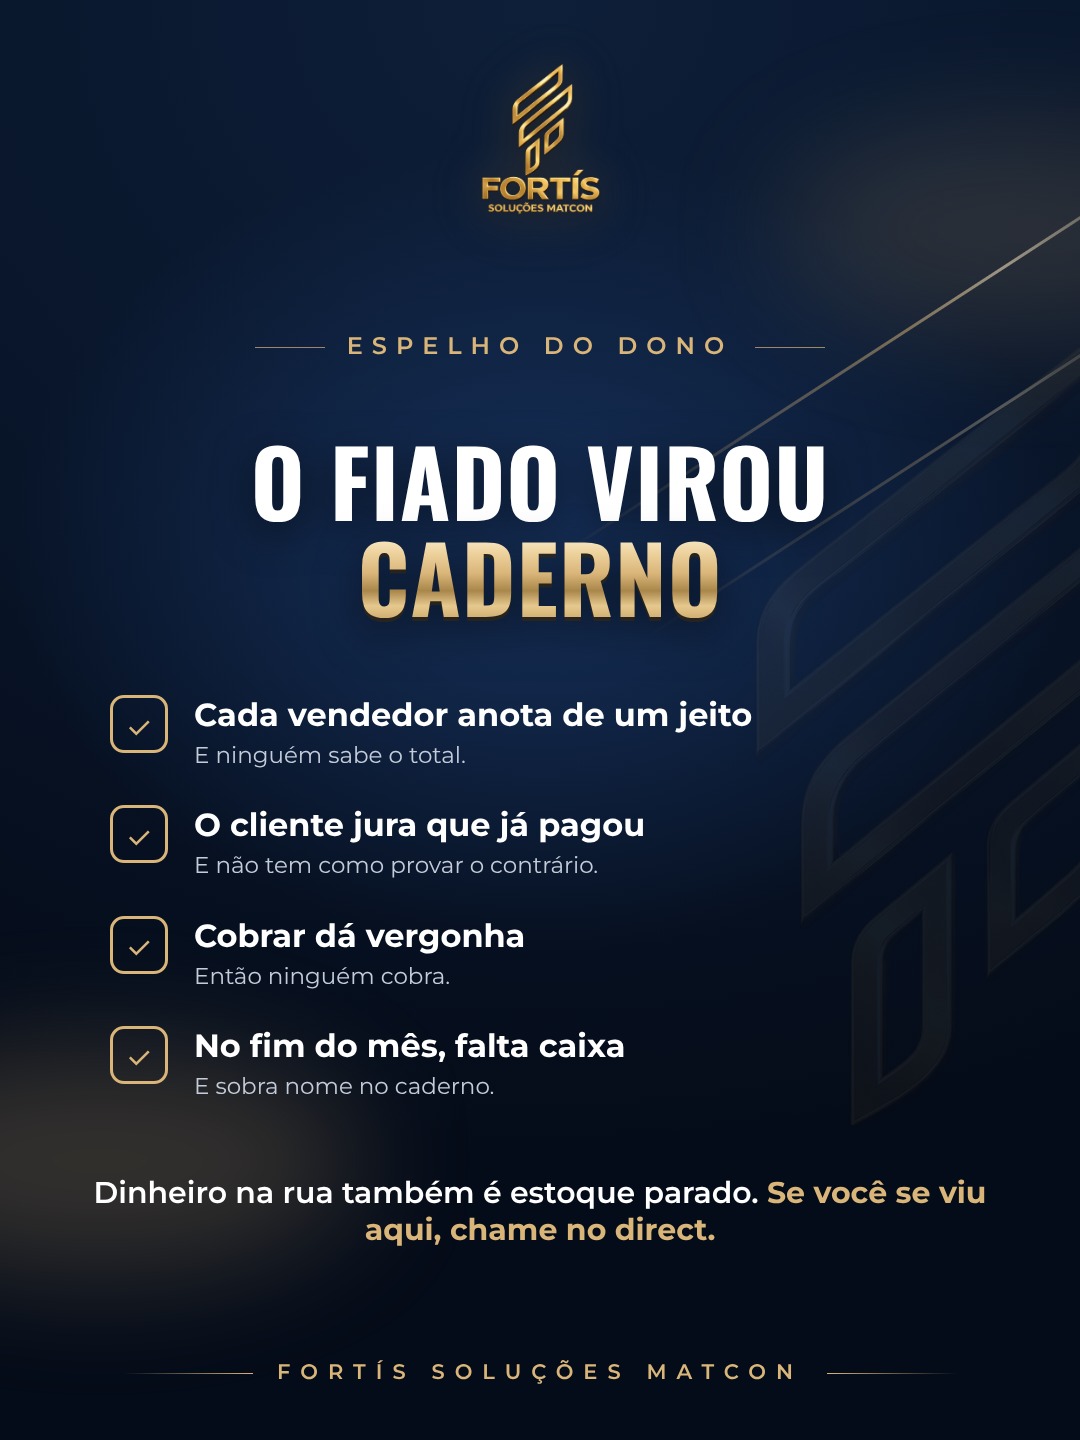 FORTÍS
SOLUÇÕES MATCON
ESPELHO DO DONO
O FIADO VIROU
CADERNO
Cada vendedor anota de um jeito
E ninguém sabe o total.
O cliente jura que já pagou
E não tem como provar o contrário.
Cobrar dá vergonha
Então ninguém cobra.
No fim do mês, falta caixa
E sobra nome no caderno.
Dinheiro na rua também é estoque parado. Se você se viu
aqui, chame no direct.
FORTÍS SOLUÇÕES MATCON